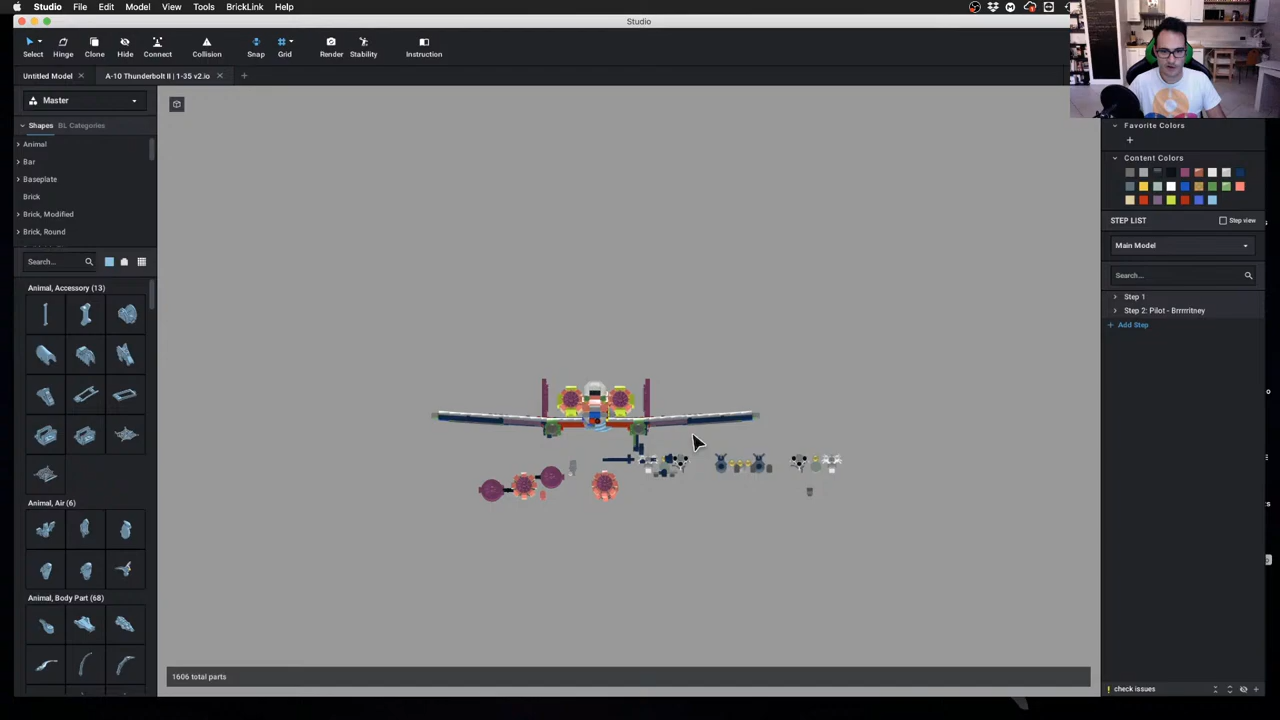 Studio File Edit Model View Tools BrickLink Help
Studio
Select Hinge Clone Hide Connect Collision Snap Grid Render Stability Instruction
Untitled Model A-10 Thunderbolt II | 1-35 v2.io
Master
Shapes BL Categories
Animal
Bar
Baseplate
Brick
Brick, Modified
Brick, Round
Search...
Animal, Accessory (13)
Animal, Air (6)
Animal, Body Part (68)
1606 total parts
Favorite Colors
Content Colors
STEP LIST Step view
Main Model
Search...
Step 1
Step 2: Pilot - Brrrrritney
+ Add Step
check issues